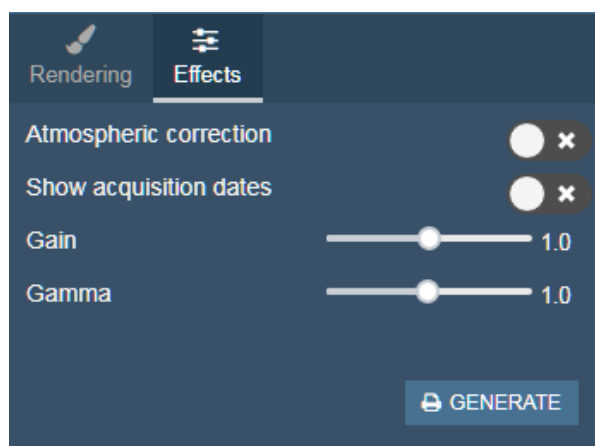 Rendering Effects
Atmospheric correction
Show acquisition dates
Gain 1.0
Gamma 1.0
GENERATE